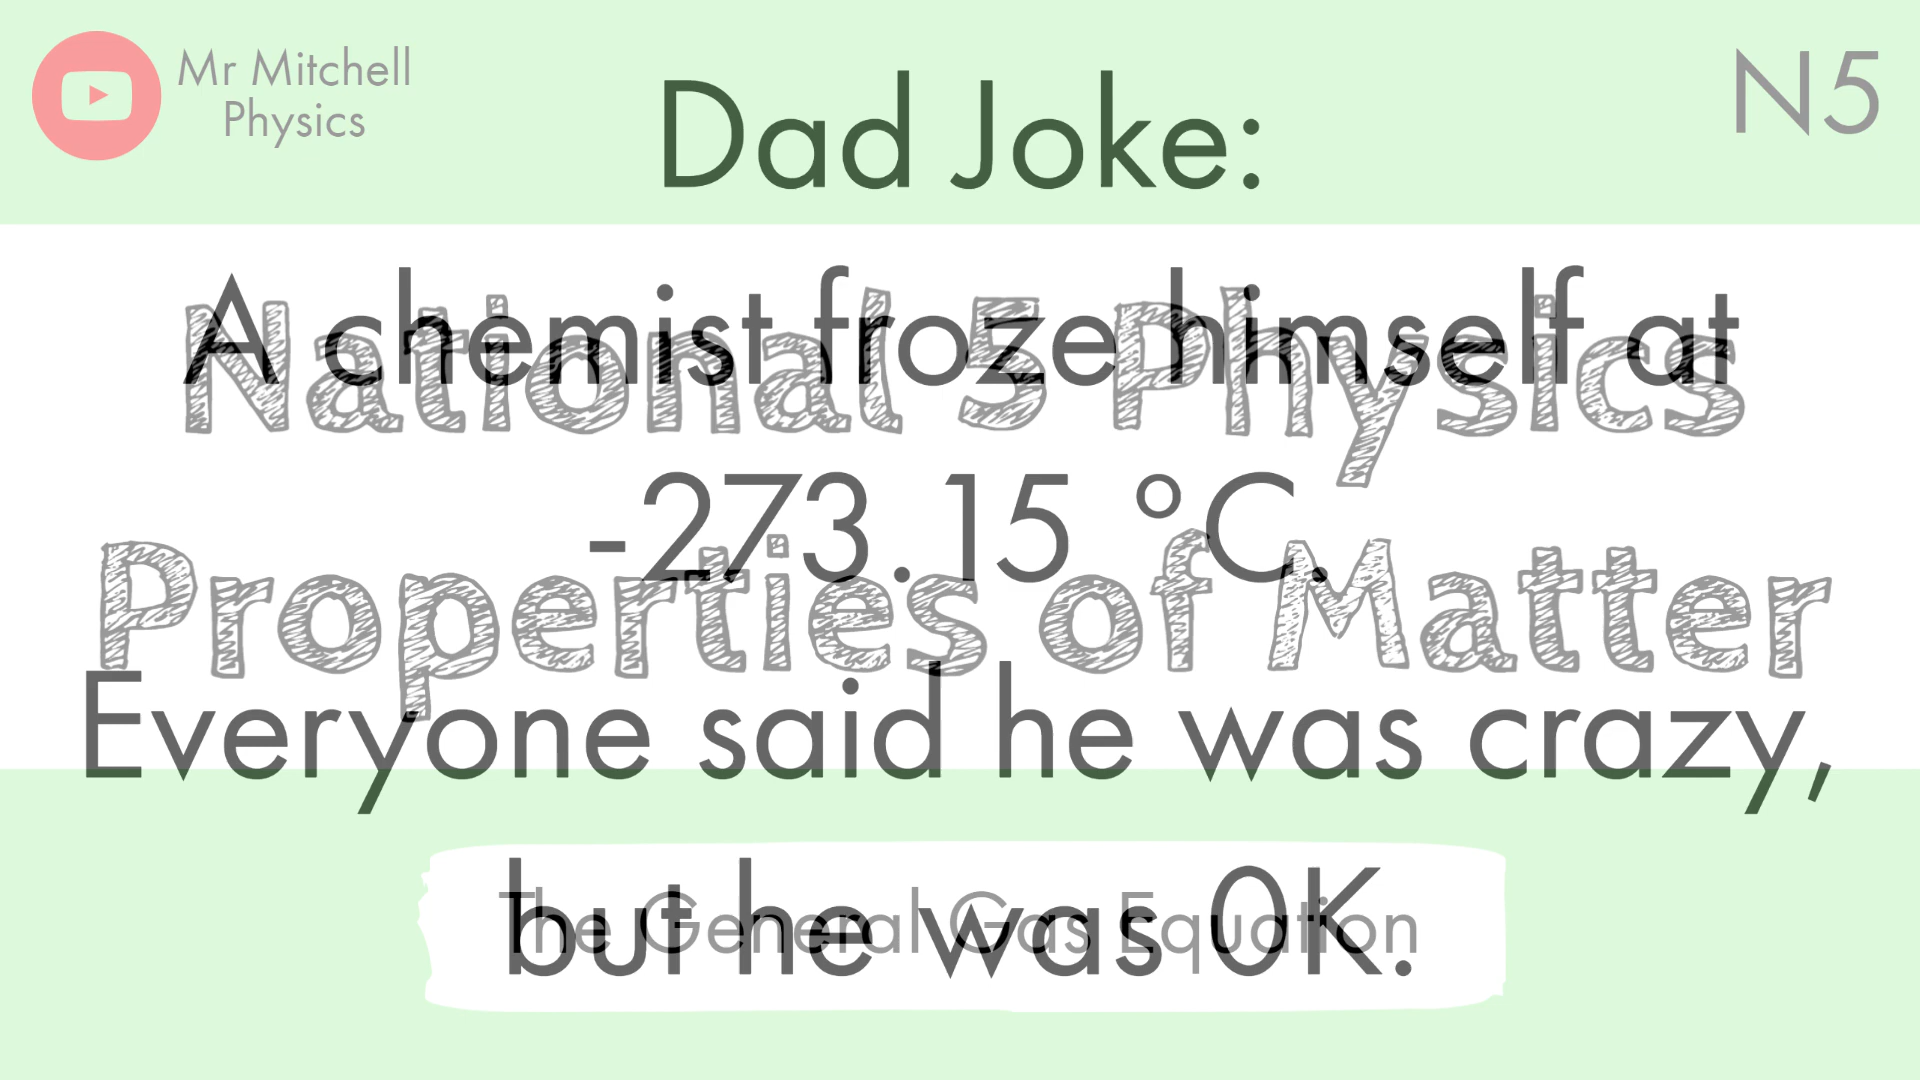 Mr Mitchell
Physics
N5
Dad Joke:
A chemist froze himself at
National 5 Physics
-273.15 °C.
Properties of Matter
Everyone said he was crazy,
but he was 0K.
The General Gas Equation